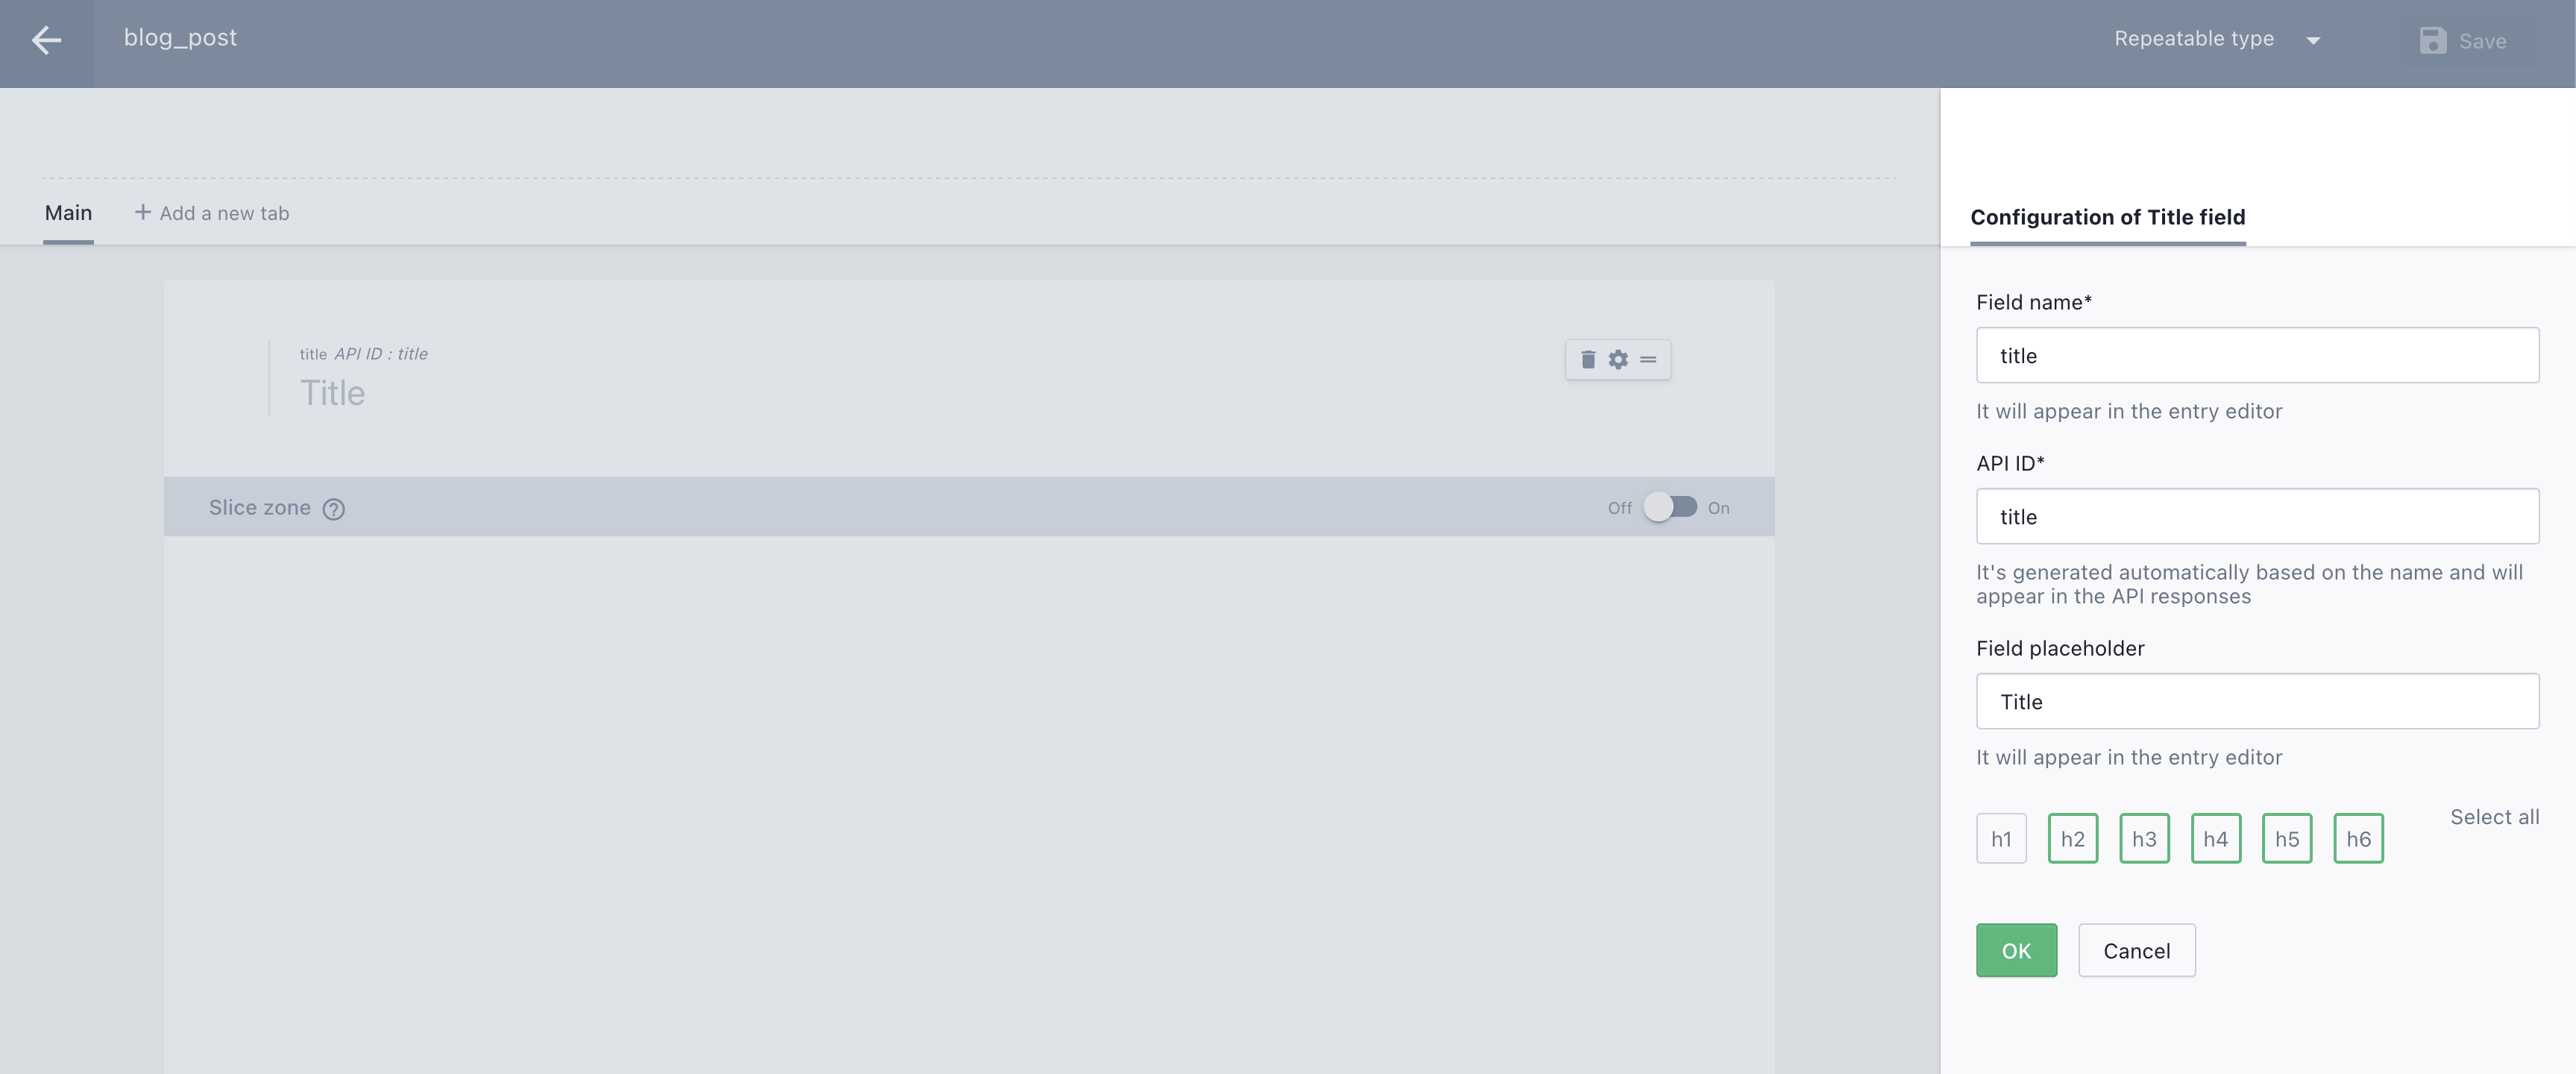 blog_post
Repeatable type
Save
Main
+ Add a new tab
title API ID : title
Title
Slice zone ?
Off
On
Configuration of Title field
Field name*
title
It will appear in the entry editor
API ID*
title
It's generated automatically based on the name and will
appear in the API responses
Field placeholder
Title
It will appear in the entry editor
h1 h2 h3 h4 h5 h6
Select all
OK
Cancel